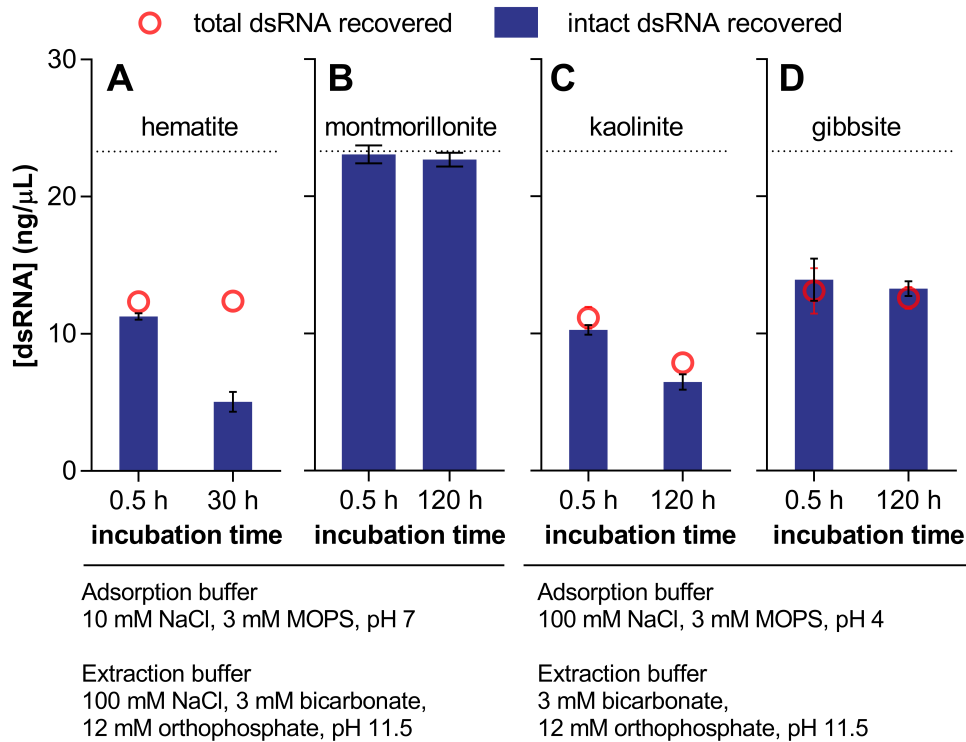 total dsRNA recovered intact dsRNA recovered
A B C D
hematite montmorillonite kaolinite gibbsite
[dsRNA] (ng/μL)
30
20
10
0
0.5 h 30 h 0.5 h 120 h 0.5 h 120 h 0.5 h 120 h
incubation time incubation time incubation time incubation time
Adsorption buffer
10 mM NaCl, 3 mM MOPS, pH 7
Extraction buffer
100 mM NaCl, 3 mM bicarbonate,
12 mM orthophosphate, pH 11.5
Adsorption buffer
100 mM NaCl, 3 mM MOPS, pH 4
Extraction buffer
3 mM bicarbonate,
12 mM orthophosphate, pH 11.5